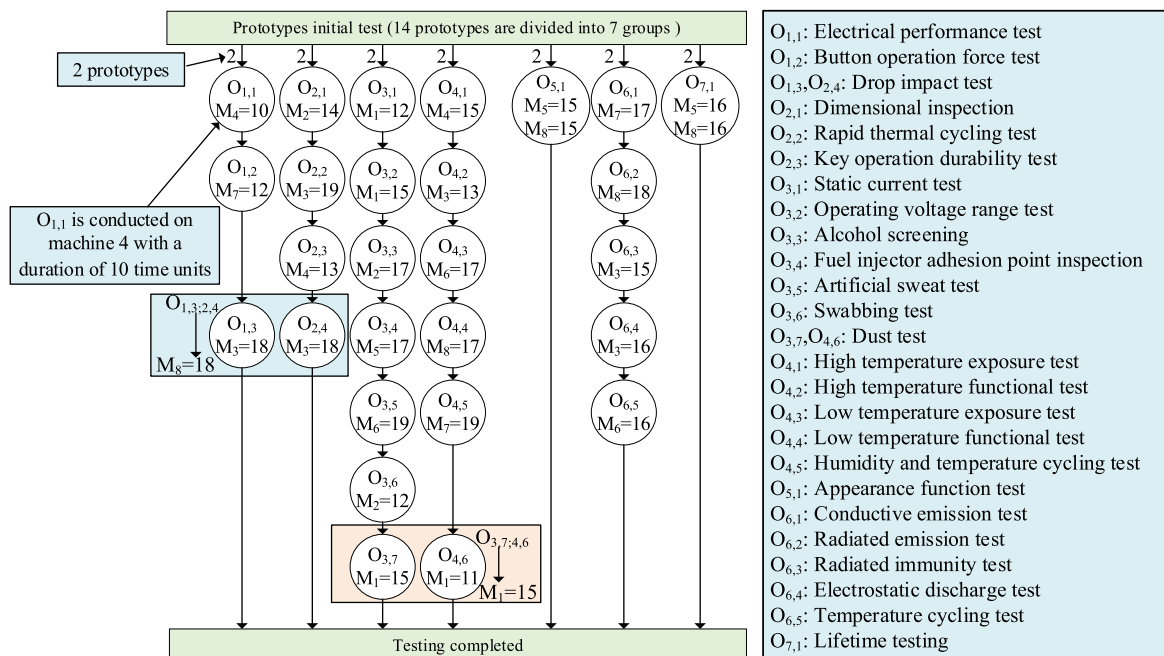 Prototypes initial test (14 prototypes are divided into 7 groups )
2 2 2 2 2 2 2
2 prototypes
O1,1
M4=10
O2,1
M2=14
O3,1
M1=12
O4,1
M4=15
O5,1
M5=15
M8=15
O6,1
M7=17
O7,1
M5=16
M8=16
O1,2
M7=12
O2,2
M3=19
O3,2
M1=15
O4,2
M3=13
O6,2
M8=18
O1,1 is conducted on
machine 4 with a
duration of 10 time units
O2,3
M4=13
O3,3
M2=17
O4,3
M6=17
O6,3
M3=15
O1,3;2,4
M8=18
O1,3
M3=18
O2,4
M3=18
O3,4
M5=17
O4,4
M8=17
O6,4
M3=16
O3,5
M6=19
O4,5
M7=19
O6,5
M6=16
O3,6
M2=12
O3,7
M1=15
O4,6
M1=11
O3,7;4,6
M1=15
Testing completed
O1,1: Electrical performance test
O1,2: Button operation force test
O1,3,O2,4: Drop impact test
O2,1: Dimensional inspection
O2,2: Rapid thermal cycling test
O2,3: Key operation durability test
O3,1: Static current test
O3,2: Operating voltage range test
O3,3: Alcohol screening
O3,4: Fuel injector adhesion point inspection
O3,5: Artificial sweat test
O3,6: Swabbing test
O3,7,O4,6: Dust test
O4,1: High temperature exposure test
O4,2: High temperature functional test
O4,3: Low temperature exposure test
O4,4: Low temperature functional test
O4,5: Humidity and temperature cycling test
O5,1: Appearance function test
O6,1: Conductive emission test
O6,2: Radiated emission test
O6,3: Radiated immunity test
O6,4: Electrostatic discharge test
O6,5: Temperature cycling test
O7,1: Lifetime testing